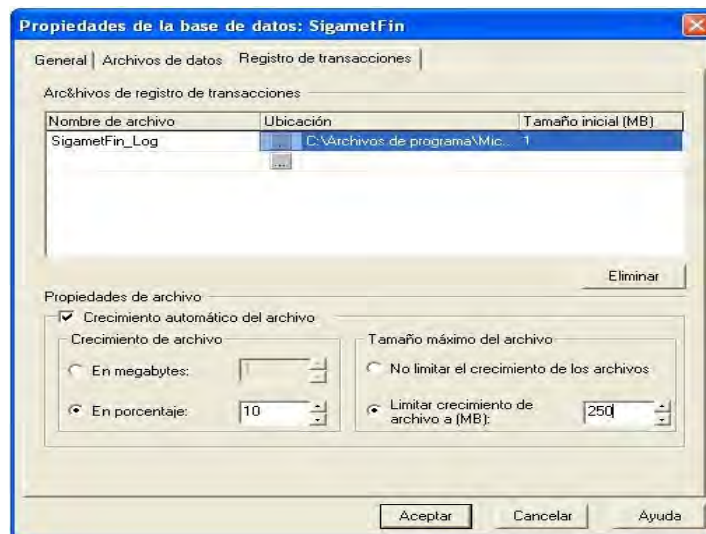 Propiedades de la base de datos: SigametFin
General Archivos de datos Registro de transacciones
Arc&hivos de registro de transacciones
Nombre de archivo Ubicación Tamaño inicial (MB)
SigametFin_Log ... C:\Archivos de programa\Mic... 1
...
Eliminar
Propiedades de archivo
Crecimiento automático del archivo
Crecimiento de archivo
En megabytes: 1
En porcentaje: 10
Tamaño máximo del archivo
No limitar el crecimiento de los archivos
Limitar crecimiento de
archivo a (MB): 250
Aceptar Cancelar Ayuda